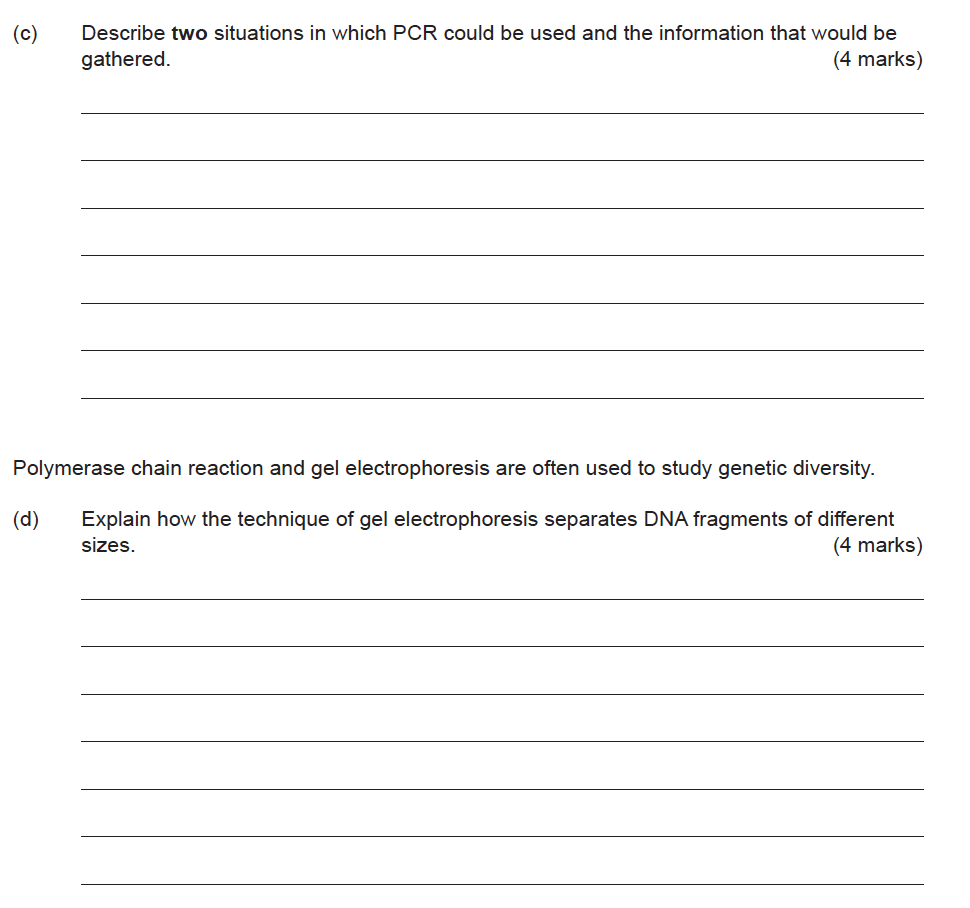 (c) Describe two situations in which PCR could be used and the information that would be
gathered. (4 marks)
Polymerase chain reaction and gel electrophoresis are often used to study genetic diversity.
(d) Explain how the technique of gel electrophoresis separates DNA fragments of different
sizes. (4 marks)